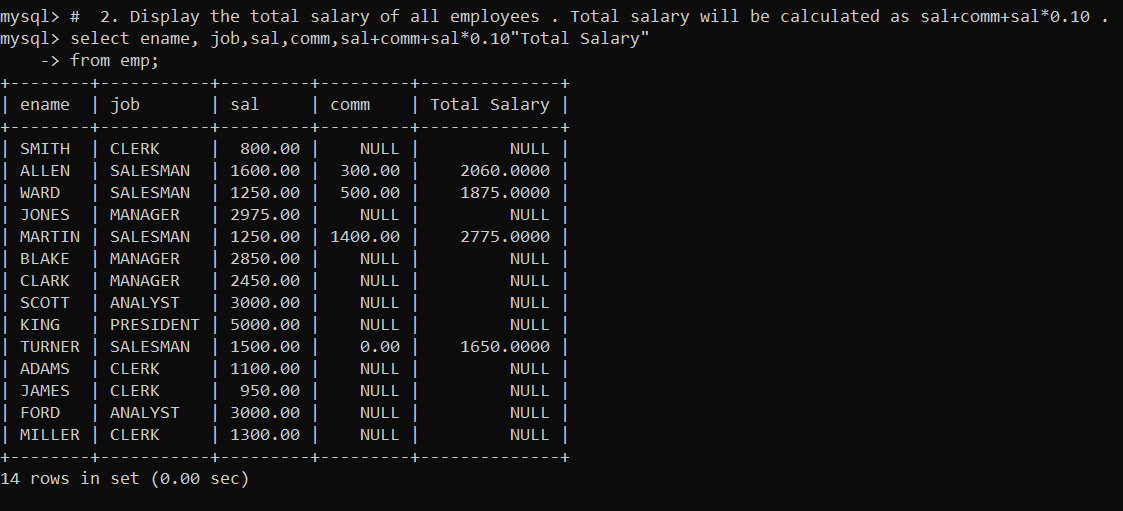 mysql> #  2. Display the total salary of all employees . Total salary will be calculated as sal+comm+sal*0.10 .
mysql> select ename, job,sal,comm,sal+comm+sal*0.10"Total Salary"
    -> from emp;
+--------+-----------+---------+---------+--------------+
| ename  | job       | sal     | comm    | Total Salary |
+--------+-----------+---------+---------+--------------+
| SMITH  | CLERK     |  800.00 |    NULL |         NULL |
| ALLEN  | SALESMAN  | 1600.00 |  300.00 |    2060.0000 |
| WARD   | SALESMAN  | 1250.00 |  500.00 |    1875.0000 |
| JONES  | MANAGER   | 2975.00 |    NULL |         NULL |
| MARTIN | SALESMAN  | 1250.00 | 1400.00 |    2775.0000 |
| BLAKE  | MANAGER   | 2850.00 |    NULL |         NULL |
| CLARK  | MANAGER   | 2450.00 |    NULL |         NULL |
| SCOTT  | ANALYST   | 3000.00 |    NULL |         NULL |
| KING   | PRESIDENT | 5000.00 |    NULL |         NULL |
| TURNER | SALESMAN  | 1500.00 |    0.00 |    1650.0000 |
| ADAMS  | CLERK     | 1100.00 |    NULL |         NULL |
| JAMES  | CLERK     |  950.00 |    NULL |         NULL |
| FORD   | ANALYST   | 3000.00 |    NULL |         NULL |
| MILLER | CLERK     | 1300.00 |    NULL |         NULL |
+--------+-----------+---------+---------+--------------+
14 rows in set (0.00 sec)